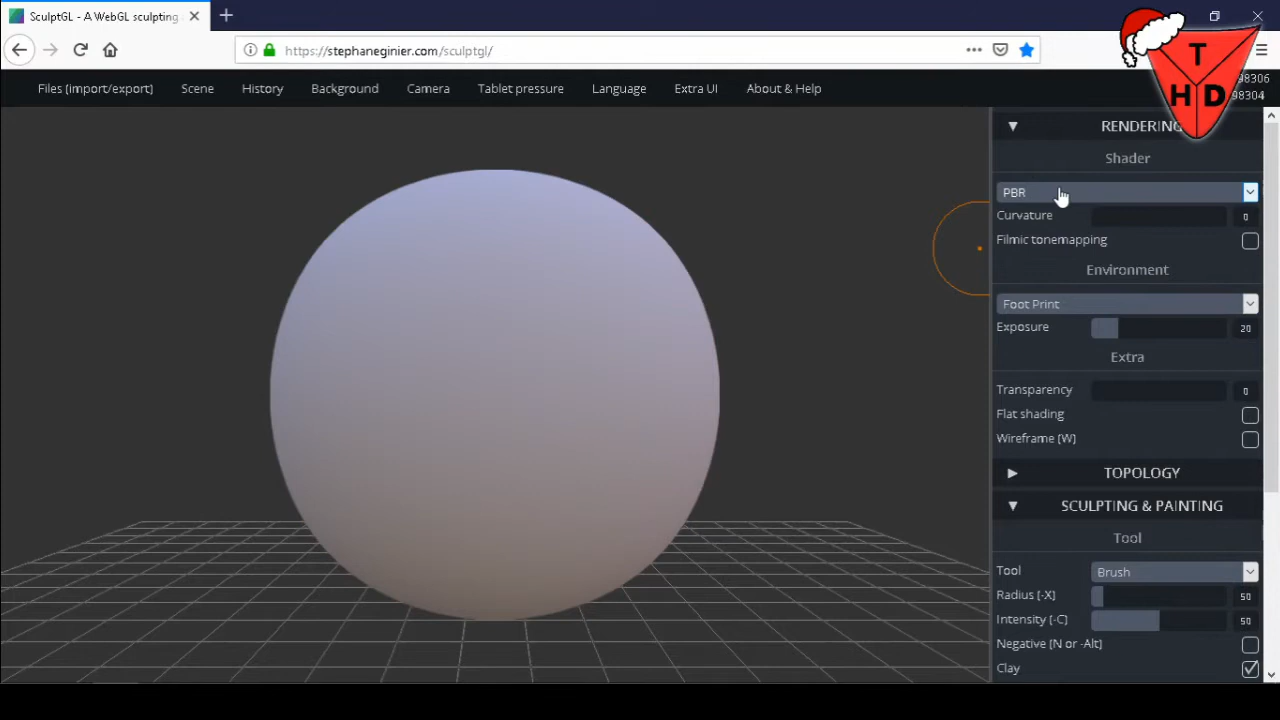 SculptGL - A WebGL sculpting
https://stephaneginier.com/sculptgl/
T
H D
Files (import/export) Scene History Background Camera Tablet pressure Language Extra UI About & Help
98306
98304
RENDERING
Shader
PBR
Curvature 0
Filmic tonemapping
Environment
Foot Print
Exposure 20
Extra
Transparency 0
Flat shading
Wireframe [W]
TOPOLOGY
SCULPTING & PAINTING
Tool
Tool Brush
Radius [-X] 50
Intensity [-C] 50
Negative [N or -Alt]
Clay